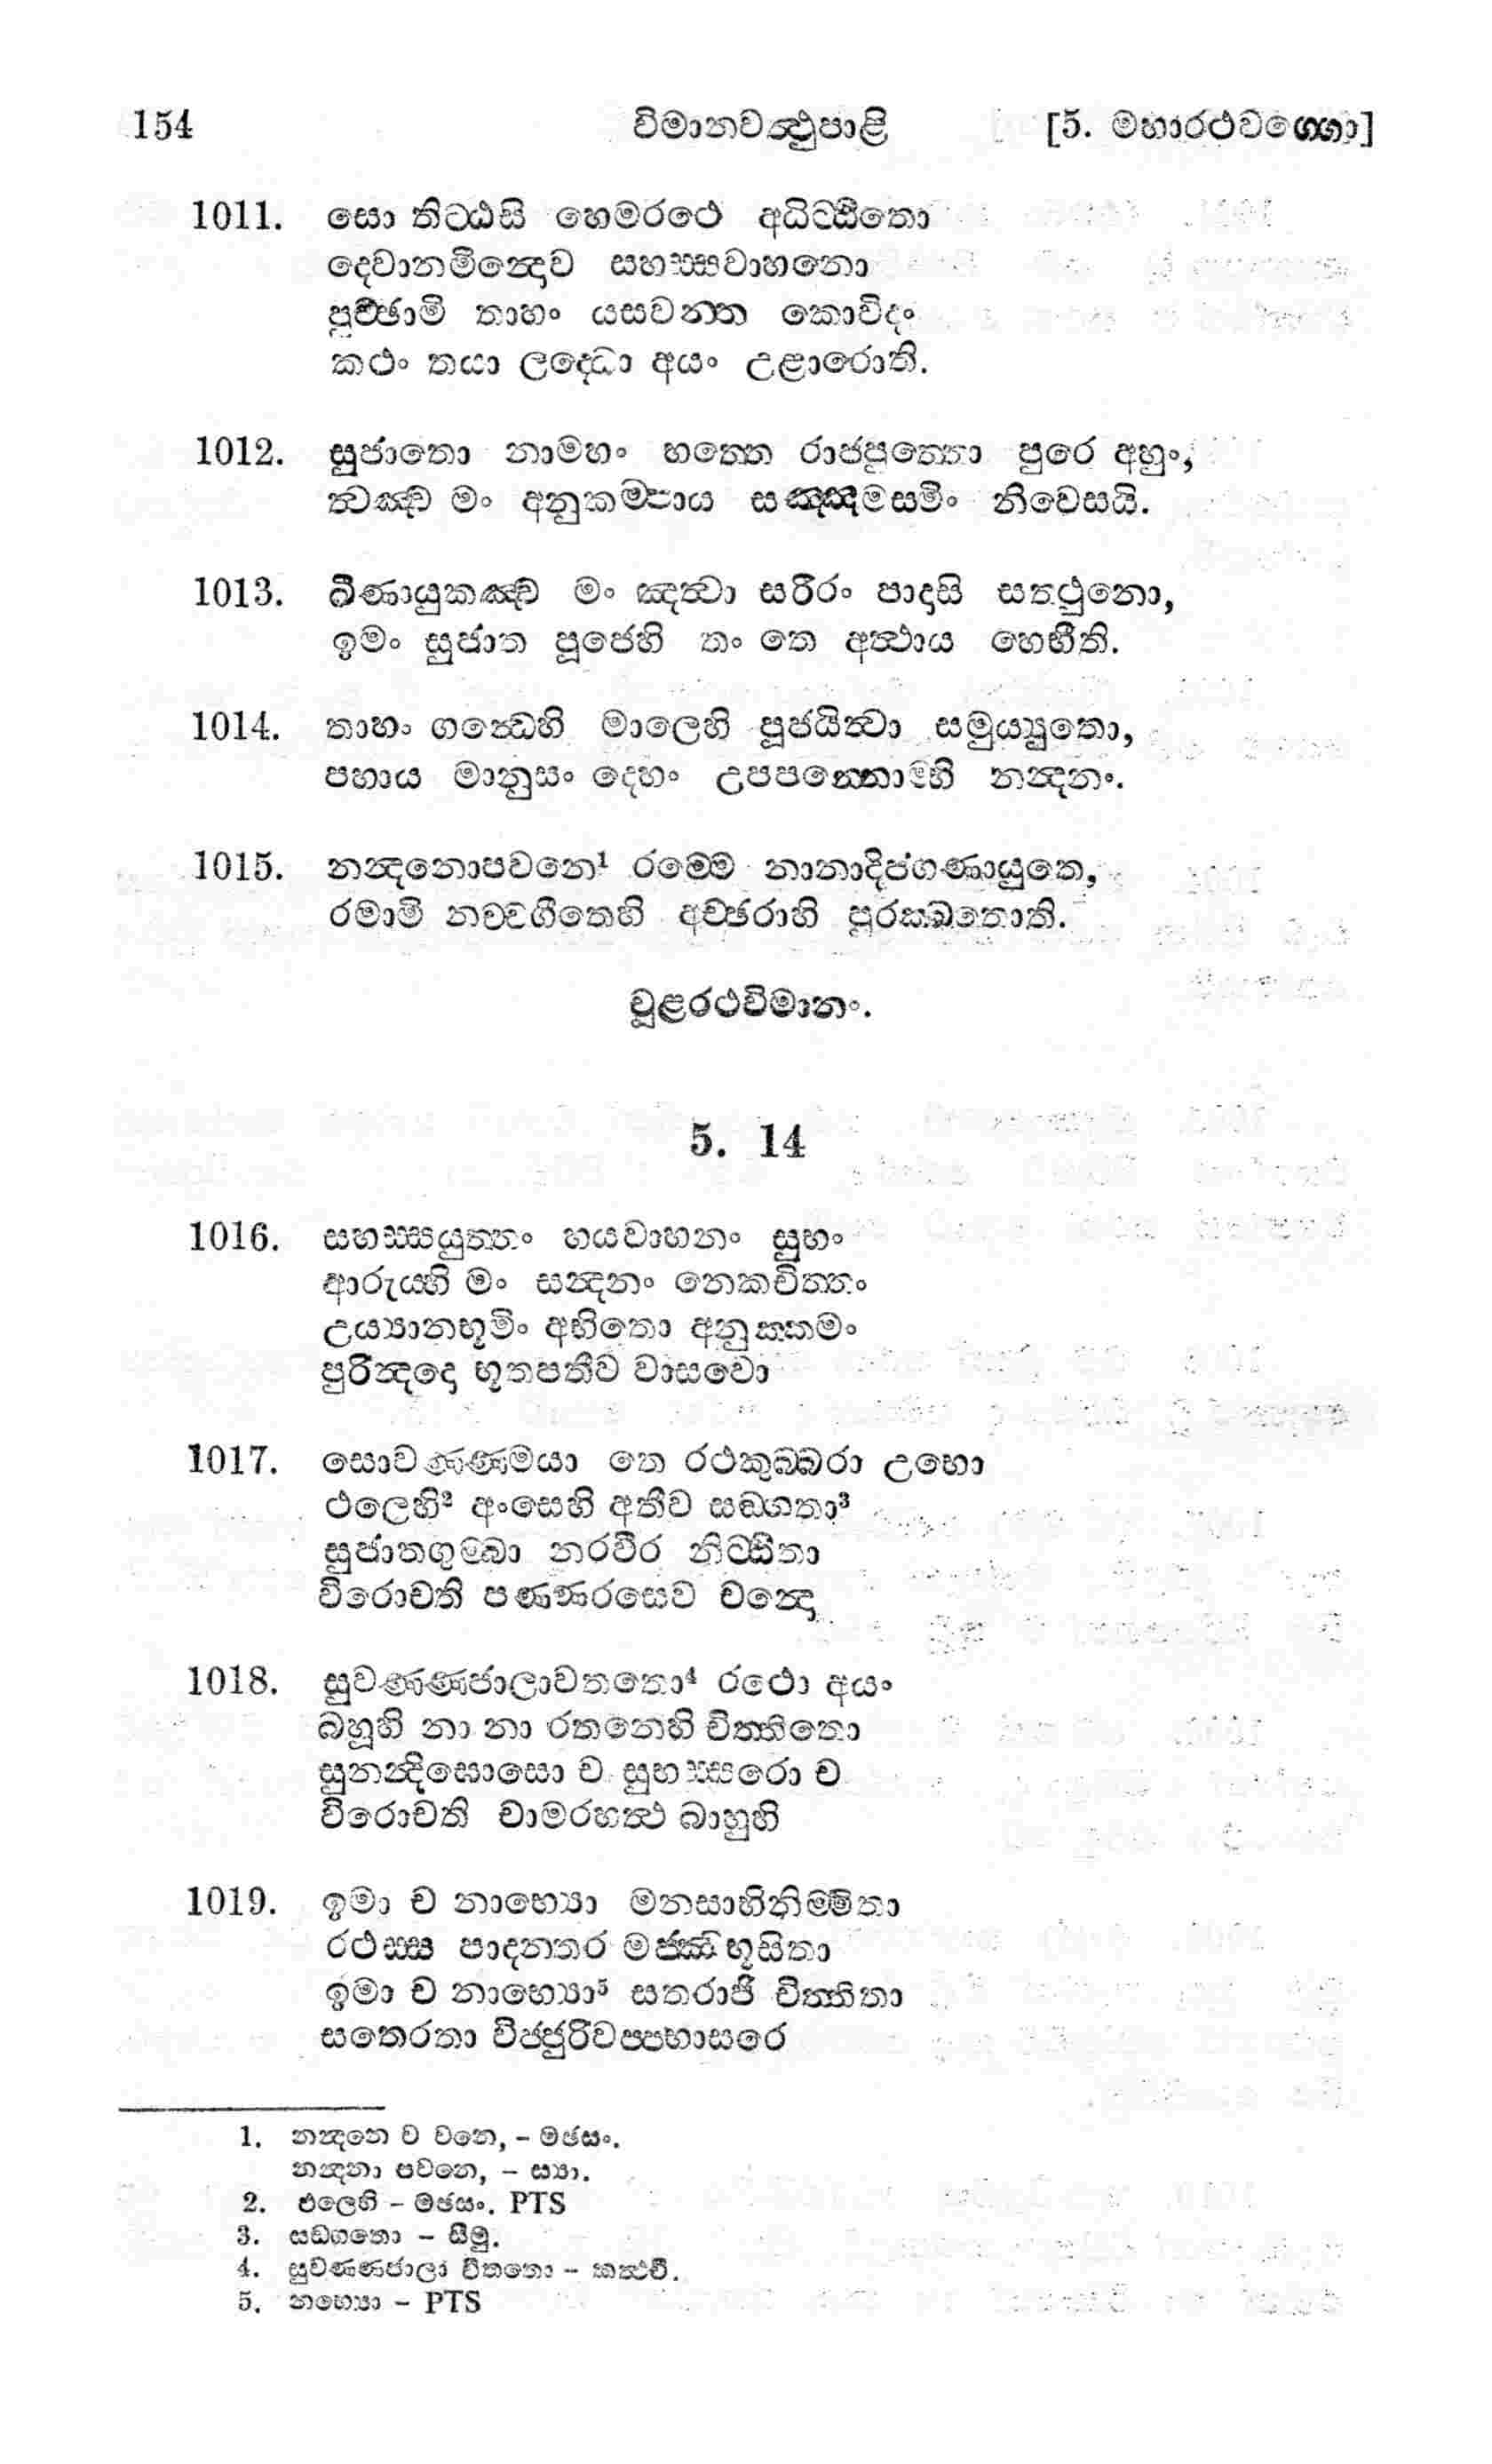 154 විමානවත්‍ථුපාළි [5. මහාරථවග්ගො]
1011. සො තිට්ඨසි හෙමරථෙ අධිට්ඨීතො
දෙවානමින්‍දොව සහස්සවාහනො
පුච්ඡාමි තාහං යසවන්ත කොවිදං
කථං තයා ලද්ධො අයං උළාරොති.
1012. සුජාතො නාමහං භන්තෙ රාජපුත්තො පුරෙ අහුං,
ත්‍වඤ්ච මං අනුකම්පාය සඤ්ඤමස්මිං නිවෙසයි.
1013. ඛීණායුකඤ්ච මං ඤත්‍වා සරීරං පාදාසි සත්‍ථුනො,
ඉමං සුජාත පූජෙහි තං තෙ අත්‍ථාය හෙහීති.
1014. තාහං ගන්‍ධෙහි මාලෙහි පූජයිත්‍වා සමුය්‍යුතො,
පහාය මානුසං දෙහං උපපන්නොම්හි නන්‍දනං.
1015. නන්‍දනොපවනෙ¹ රම්මෙ නානාදිජගණායුතෙ,
රමාමි නච්චගීතෙහි අච්ඡරාහි පුරක්ඛතොති.
චූළරථවිමානං.
5. 14
1016. සහස්සයුත්තං හයවාහනං සුභං
ආරුය්හි මං සන්‍දනං නෙකචිත්තං
උය්‍යානභූමිං අභිතො අනුක්කමං
පුරින්‍දදො භූතපතීව වාසවො
1017. සොවණ්ණමයා තෙ රථකුබ්බරා උභො
ථලෙහි² අංසෙහි අතීව සඞ්ගතා³
සුජාතගුම්බා නරවීර නිට්ඨීතා
විරොචති පණ්ණරසෙව චන්‍දො
1018. සුවණ්ණජාලාවතතො⁴ රථො අයං
බහූහි නා නා රතනෙහි චිත්තිතො
සුනන්‍දිඝොසො ච සුභස්සරො ච
විරොචති චාමරහත්‍ථ බාහුහි
1019. ඉමා ච නාභ්‍යො මනසාභිනිම්මිතා
රථස්ස පාදන්තර මජ්ඣභූසිතා
ඉමා ච නාභ්‍යො⁵ සතරාජි චිත්තිතා
සතෙරතා විජ්ජුරිවප්පභාසරෙ
1. නන්‍දනෙ ච වනෙ, – මඡසං.
නන්‍දනා පවනෙ, – ස්‍යා.
2. ඵලෙහි – මඡසං. PTS
3. සඞ්ගතො – සීමු.
4. සුවණ්ණජාලා චිතතො – කත්‍ථචි.
5. නභ්‍යො – PTS